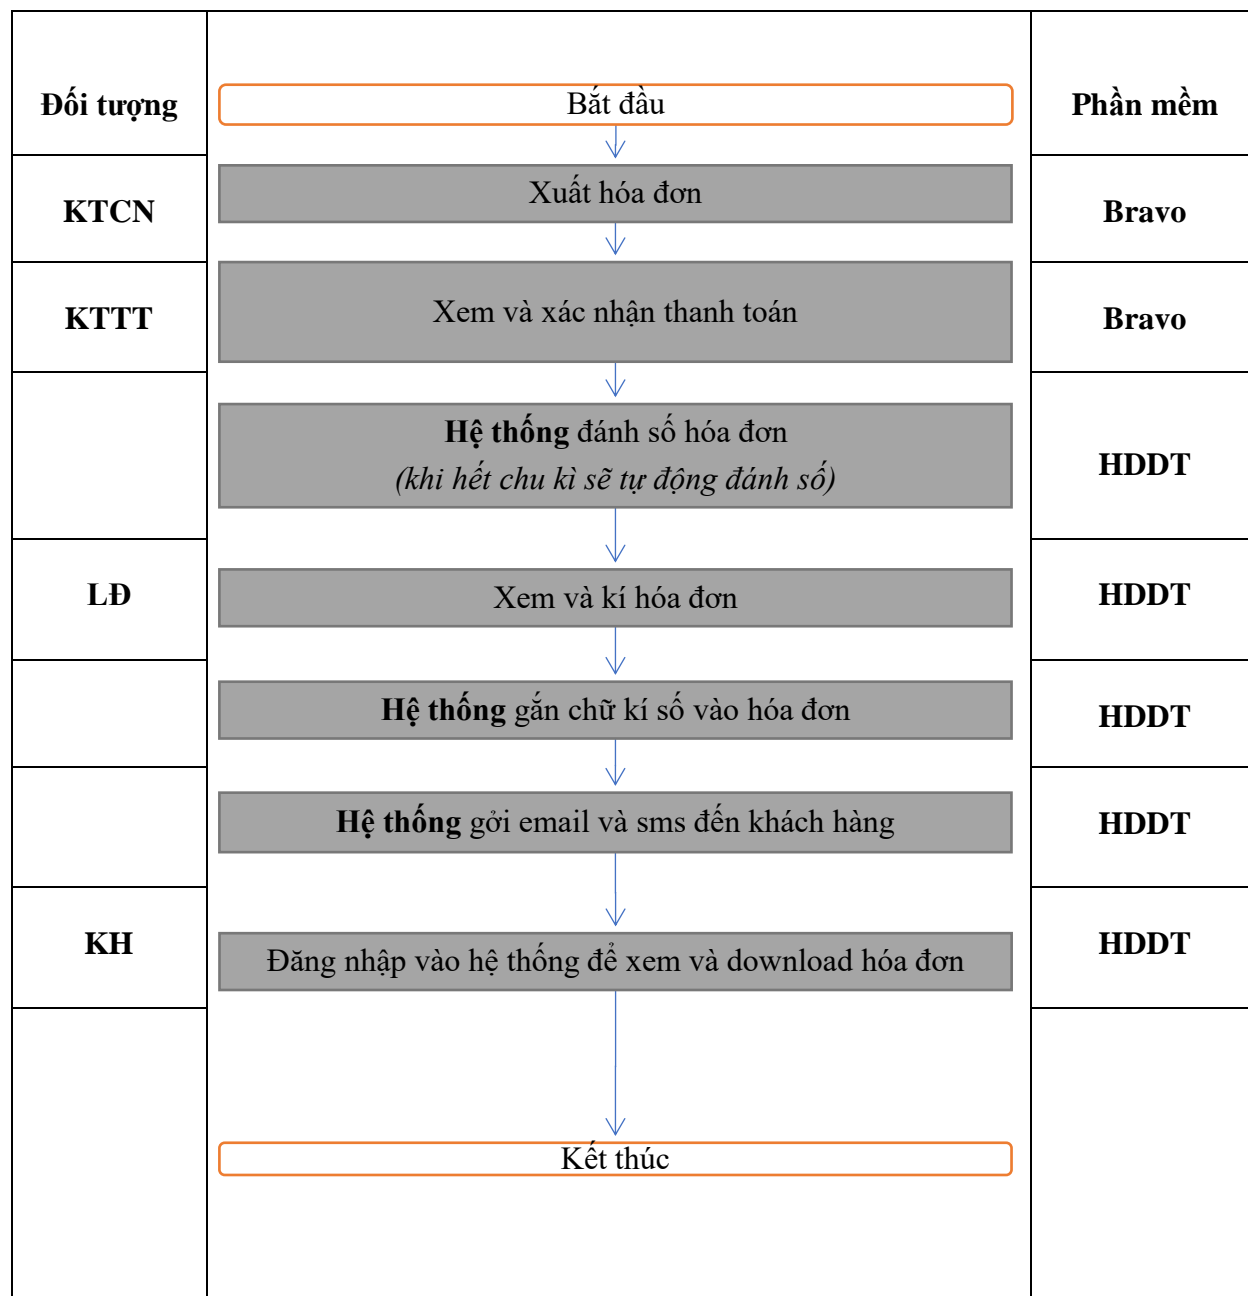 Đối tượng
Bắt đầu
Phần mềm
KTCN
Xuất hóa đơn
Bravo
KTTT
Xem và xác nhận thanh toán
Bravo
Hệ thống đánh số hóa đơn
(khi hết chu kì sẽ tự động đánh số)
HDDT
LĐ
Xem và kí hóa đơn
HDDT
Hệ thống gắn chữ kí số vào hóa đơn
HDDT
Hệ thống gởi email và sms đến khách hàng
HDDT
KH
Đăng nhập vào hệ thống để xem và download hóa đơn
HDDT
Kết thúc